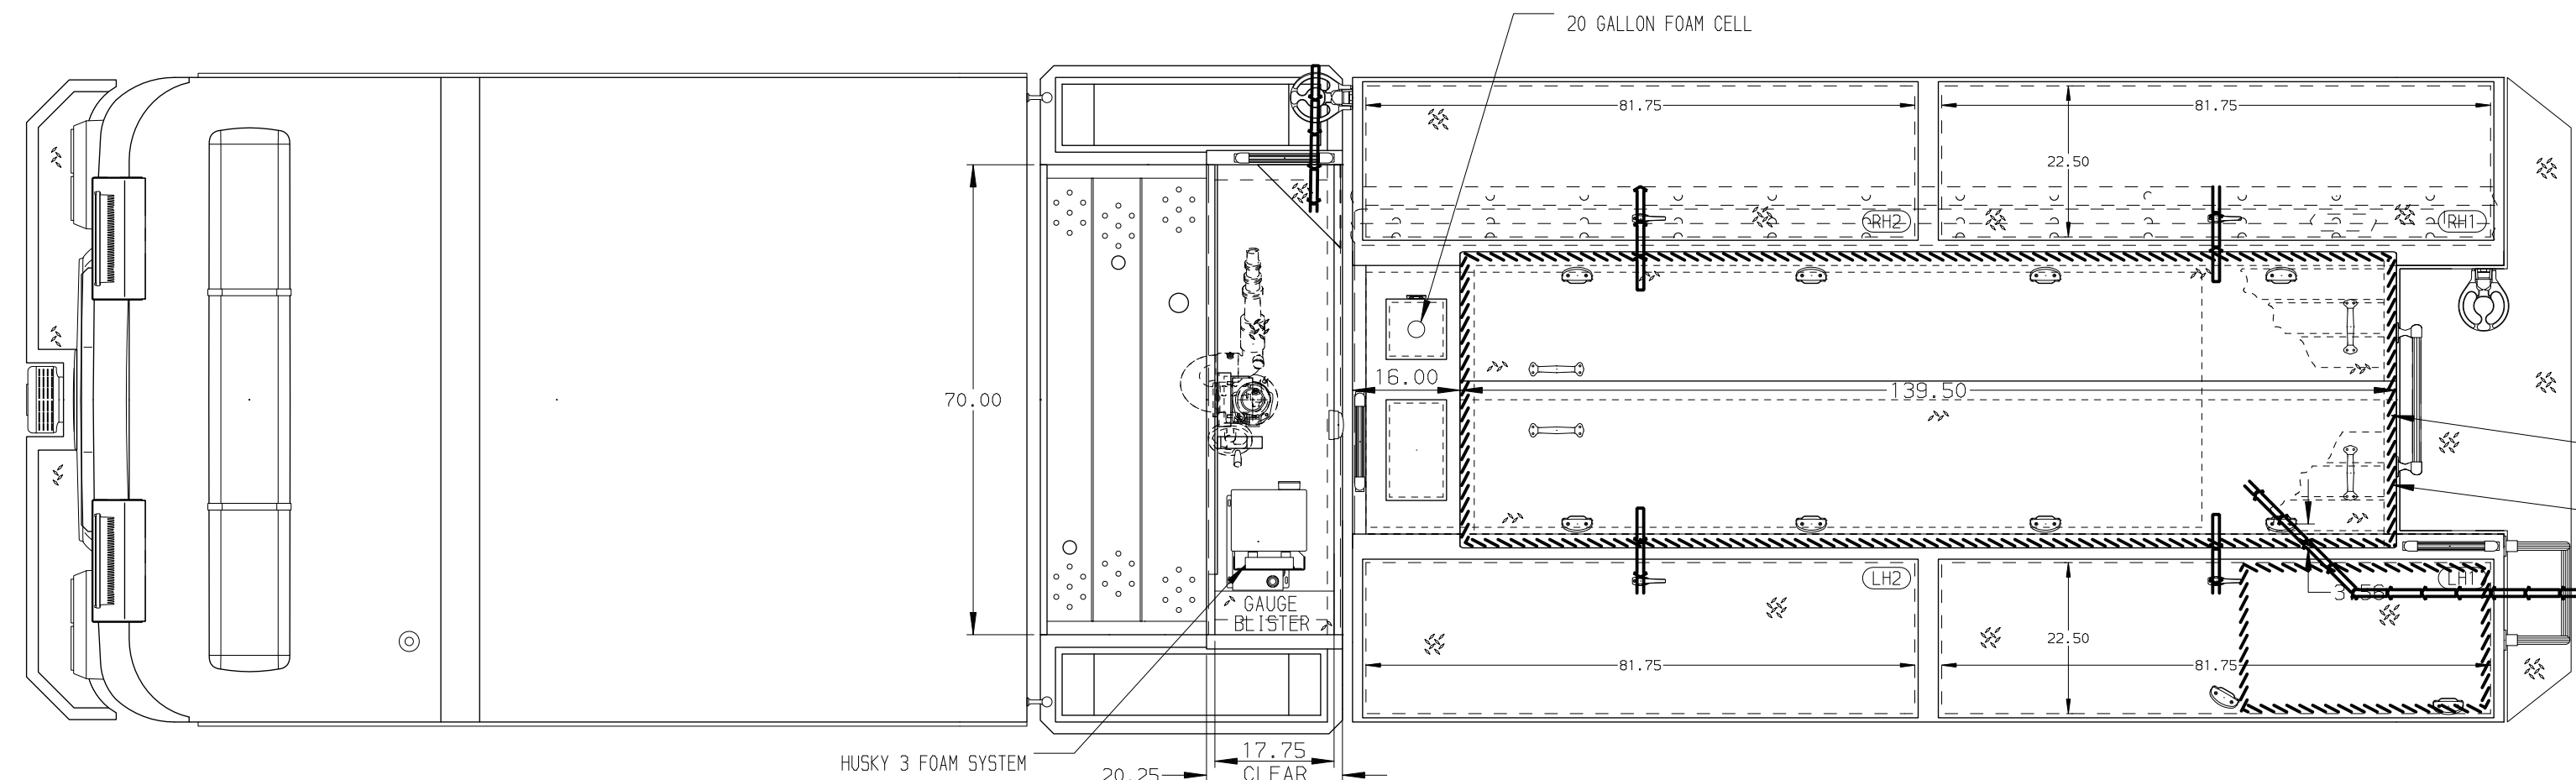 20 GALLON FOAM CELL
81.75
81.75
22.50
RH2
RH1
16.00
139.50
70.00
LH2
LH1
GAUGE
BLISTER
22.50
81.75
81.75
17.75
HUSKY 3 FOAM SYSTEM
20.25
CLEAR